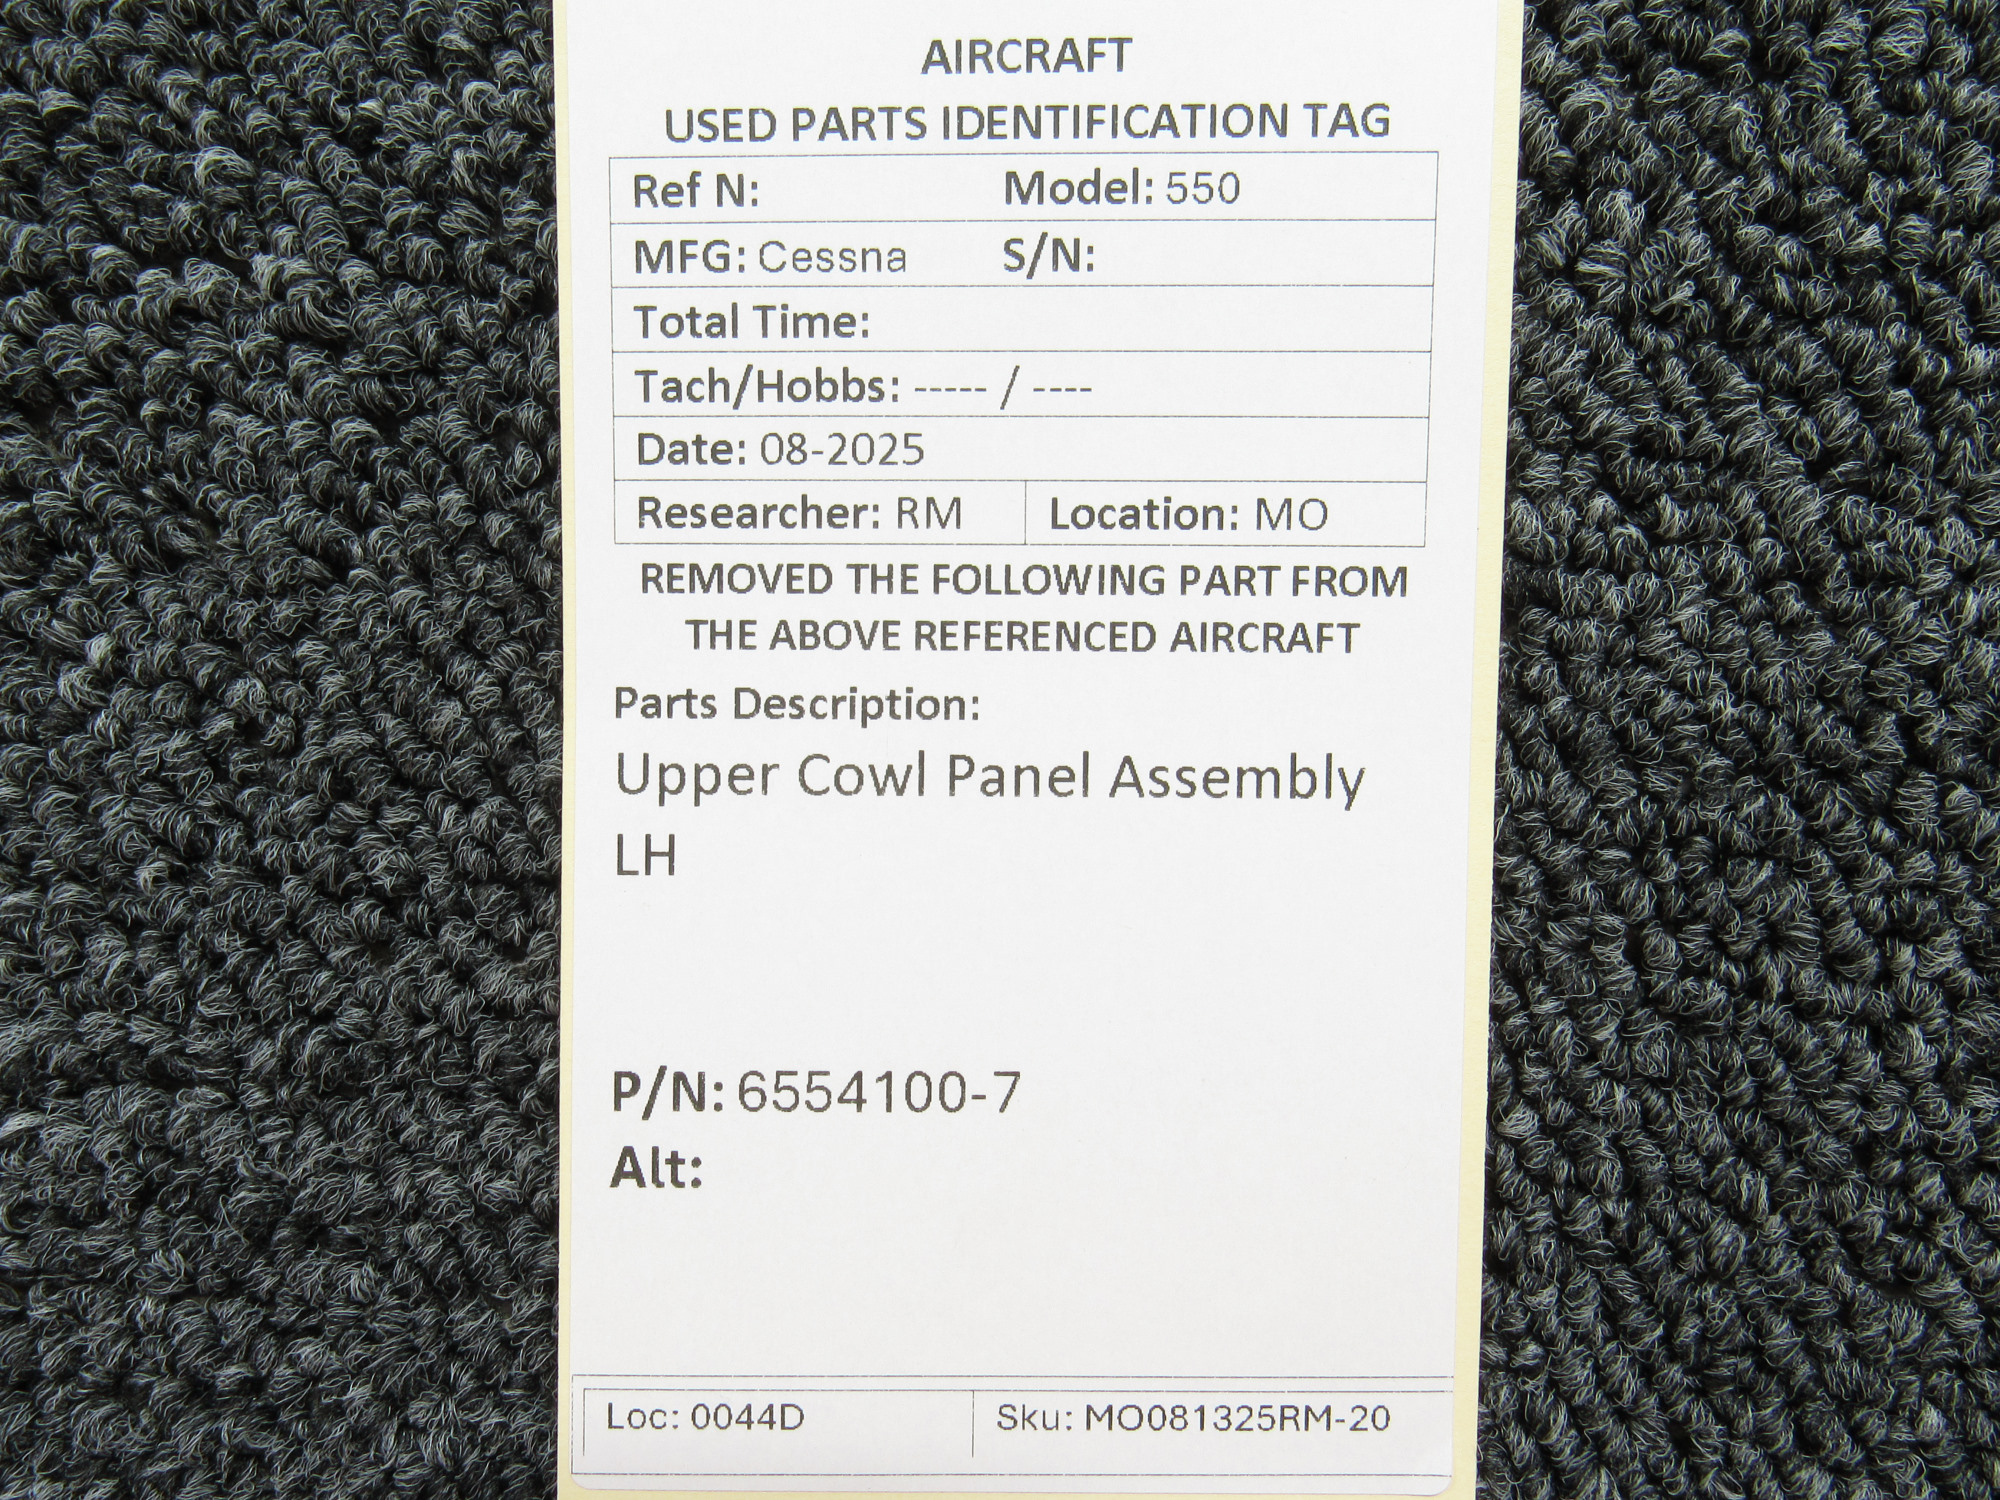 AIRCRAFT
USED PARTS IDENTIFICATION TAG
Ref N: Model: 550
MFG: Cessna S/N:
Total Time:
Tach/Hobbs: ----- / ----
Date: 08-2025
Researcher: RM Location: MO
REMOVED THE FOLLOWING PART FROM
THE ABOVE REFERENCED AIRCRAFT
Parts Description:
Upper Cowl Panel Assembly
LH
P/N: 6554100-7
Alt:
Loc: 0044D Sku: MO081325RM-20